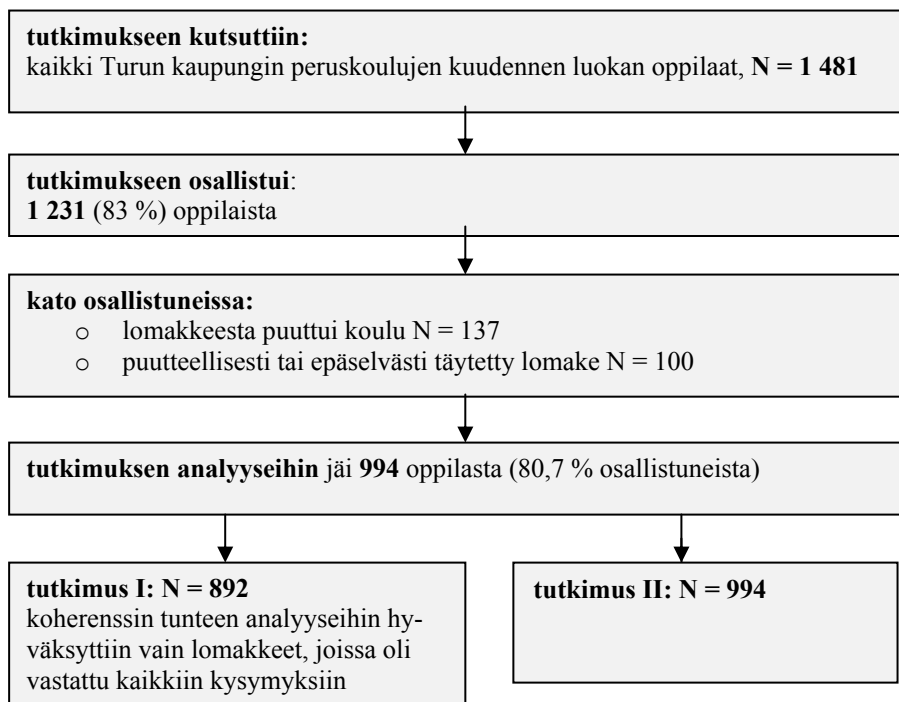 tutkimukseen kutsuttiin:
kaikki Turun kaupungin peruskoulujen kuudennen luokan oppilaat, N = 1 481
tutkimukseen osallistui:
1 231 (83 %) oppilaista
kato osallistuneissa:
o lomakkeesta puuttui koulu N = 137
o puutteellisesti tai epäselvästi täytetty lomake N = 100
tutkimuksen analyyseihin jäi 994 oppilasta (80,7 % osallistuneista)
tutkimus I: N = 892
koherenssin tunteen analyyseihin hy-
väksyttiin vain lomakkeet, joissa oli
vastattu kaikkiin kysymyksiin
tutkimus II: N = 994